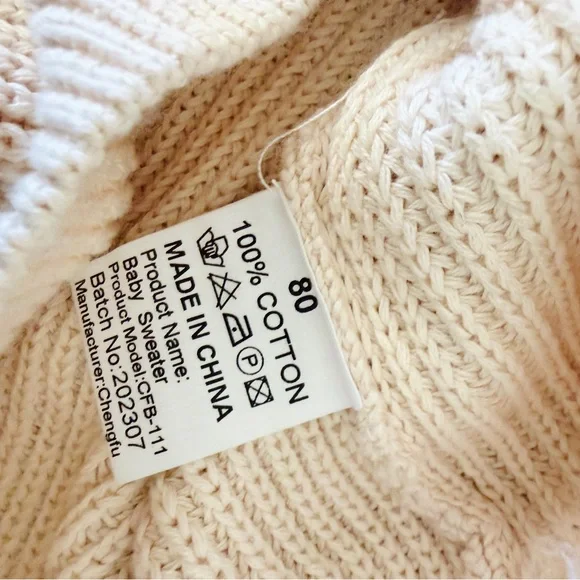 80
100% COTTON
P
MADE IN CHINA
Product Name:
Baby Sweater
Product Model:CFB-111
Batch No:202307
Manufacturer:Chengfu